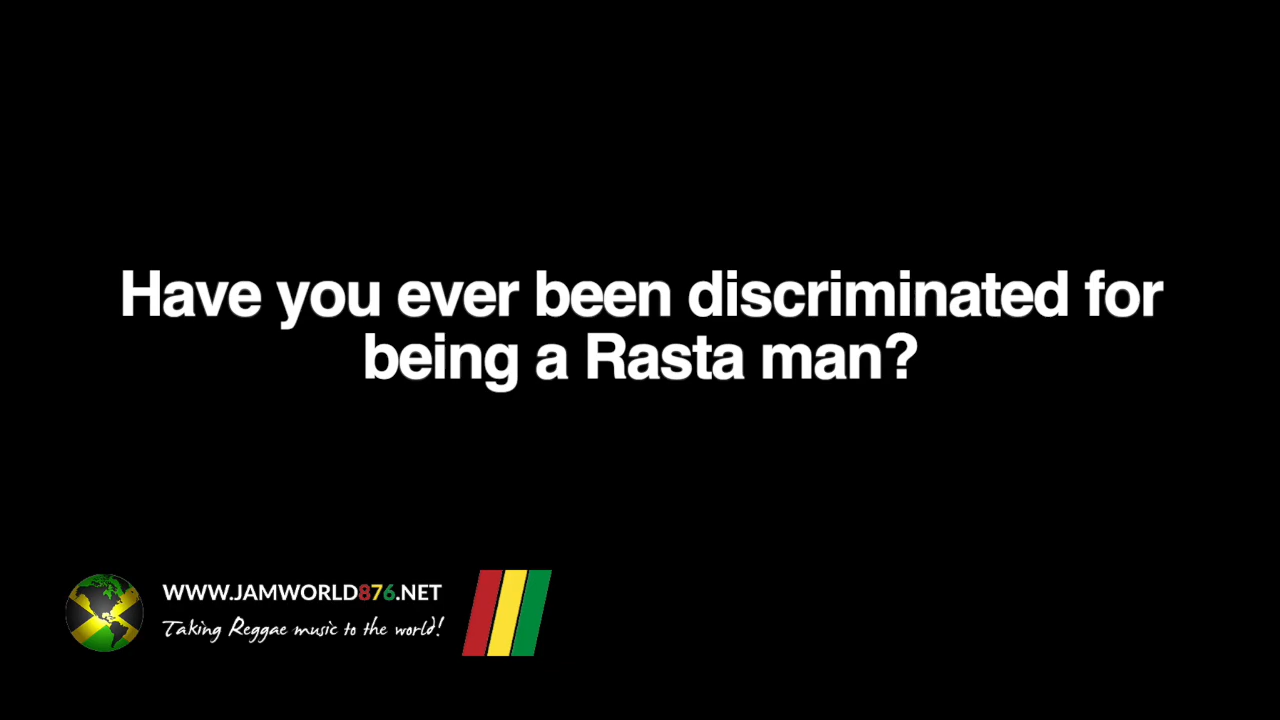 Have you ever been discriminated for
being a Rasta man?
WWW.JAMWORLD876.NET
Taking Reggae music to the world!